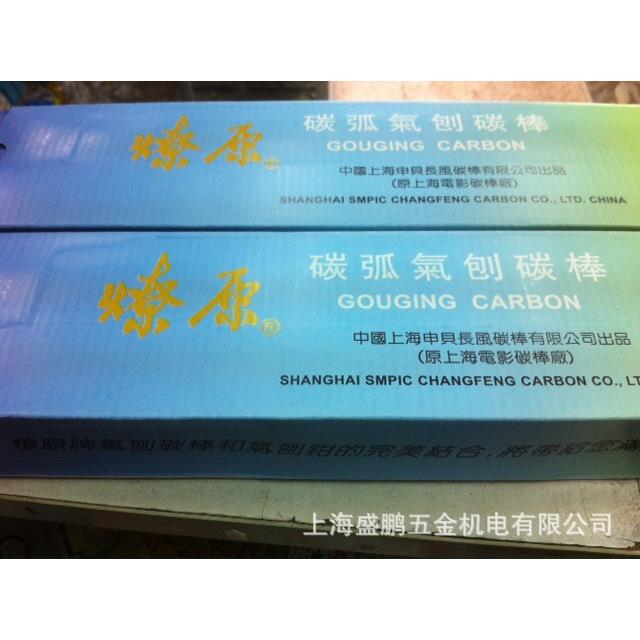 燎原
碳弧氣刨碳棒
GOUGING CARBON
中國上海申貝長風碳棒有限公司出品
(原上海電影碳棒廠)
SHANGHAI SMPIC CHANGFENG CARBON CO., LTD. CHINA
燎原®
碳弧氣刨碳棒
GOUGING CARBON
中國上海申貝長風碳棒有限公司出品
(原上海電影碳棒廠)
SHANGHAI SMPIC CHANGFENG CARBON CO., LT
燎原牌氣刨碳棒和氣刨鉗的完美結合,將帶給您
上海盛鹏五金机电有限公司